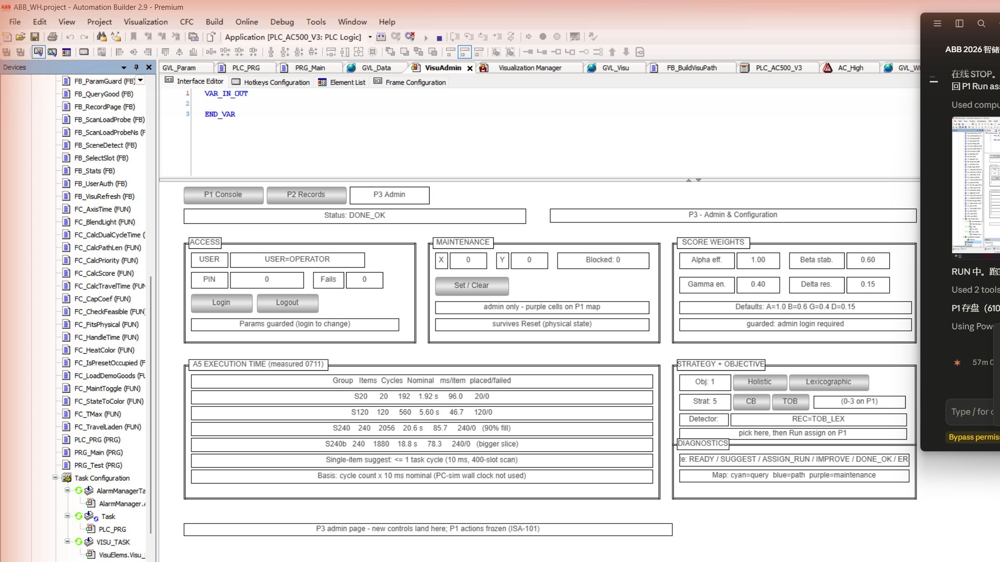 ABB_WH.project - Automation Builder 2.9 - Premium
File Edit View Project Visualization CFC Build Online Debug Tools Window Help
Application [PLC_AC500_V3: PLC Logic]
Devices
GVL_Param PLC_PRG PRG_Main GVL_Data VisuAdmin Visualization Manager GVL_Visu FB_BuildVisuPath PLC_AC500_V3 AC_High
Interface Editor Hotkeys Configuration Element List Frame Configuration
1 VAR_IN_OUT
2
3 END_VAR
FB_ParamGuard (FB)
FB_QueryGood (FB)
FB_RecordPage (FB)
FB_ScanLoadProbe (FB)
FB_ScanLoadProbeNs (F
FB_SceneDetect (FB)
FB_SelectSlot (FB)
FB_Stats (FB)
FB_UserAuth (FB)
FB_VisuRefresh (FB)
FC_AxisTime (FUN)
FC_BlendLight (FUN)
FC_CalcDualCycleTime (
FC_CalcPathLen (FUN)
FC_CalcPriority (FUN)
FC_CalcScore (FUN)
FC_CalcTravelTime (FUN
FC_CapCoef (FUN)
FC_CheckFeasible (FUN)
FC_FitsPhysical (FUN)
FC_HandleTime (FUN)
FC_HeatColor (FUN)
FC_IsPresetOccupied (F
FC_LoadDemoGoods (FU
FC_MaintToggle (FUN)
FC_StateToColor (FUN)
FC_TMax (FUN)
FC_TravelLaden (FUN)
PLC_PRG (PRG)
PRG_Main (PRG)
PRG_Test (PRG)
Task Configuration
AlarmManagerTa
AlarmManager.
Task
PLC_PRG
VISU_TASK
VisuElems.Visu_
P1 Console P2 Records P3 Admin
Status: DONE_OK
P3 - Admin & Configuration
ACCESS
USER USER=OPERATOR
PIN 0 Fails 0
Login Logout
Params guarded (login to change)
MAINTENANCE
X 0 Y 0 Blocked: 0
Set / Clear
admin only - purple cells on P1 map
survives Reset (physical state)
SCORE WEIGHTS
Alpha eff. 1.00 Beta stab. 0.60
Gamma en. 0.40 Delta res. 0.15
Defaults: A=1.0 B=0.6 G=0.4 D=0.15
guarded: admin login required
A5 EXECUTION TIME (measured 0711)
Group Items Cycles Nominal ms/item placed/failed
S20 20 192 1.92 s 96.0 20/0
S120 120 560 5.60 s 46.7 120/0
S240 240 2056 20.6 s 85.7 240/0 (90% fill)
S240b 240 1880 18.8 s 78.3 240/0 (bigger slice)
Single-item suggest: <= 1 task cycle (10 ms, 400-slot scan)
Basis: cycle count x 10 ms nominal (PC-sim wall clock not used)
STRATEGY + OBJECTIVE
Obj: 1 Holistic Lexicographic
Strat: 5 CB TOB (0-3 on P1)
Detector: REC=TOB_LEX
pick here, then Run assign on P1
DIAGNOSTICS
te: READY / SUGGEST / ASSIGN_RUN / IMPROVE / DONE_OK / ER
Map: cyan=query blue=path purple=maintenance
P3 admin page - new controls land here; P1 actions frozen (ISA-101)
ABB 2026 智储
在线 STOP。
回 P1 Run ass
Used compu
RUN 中。跑
Used 2 tools
P1 存盘（610
Using Pow
57m 0
Type / for c
Bypass permis